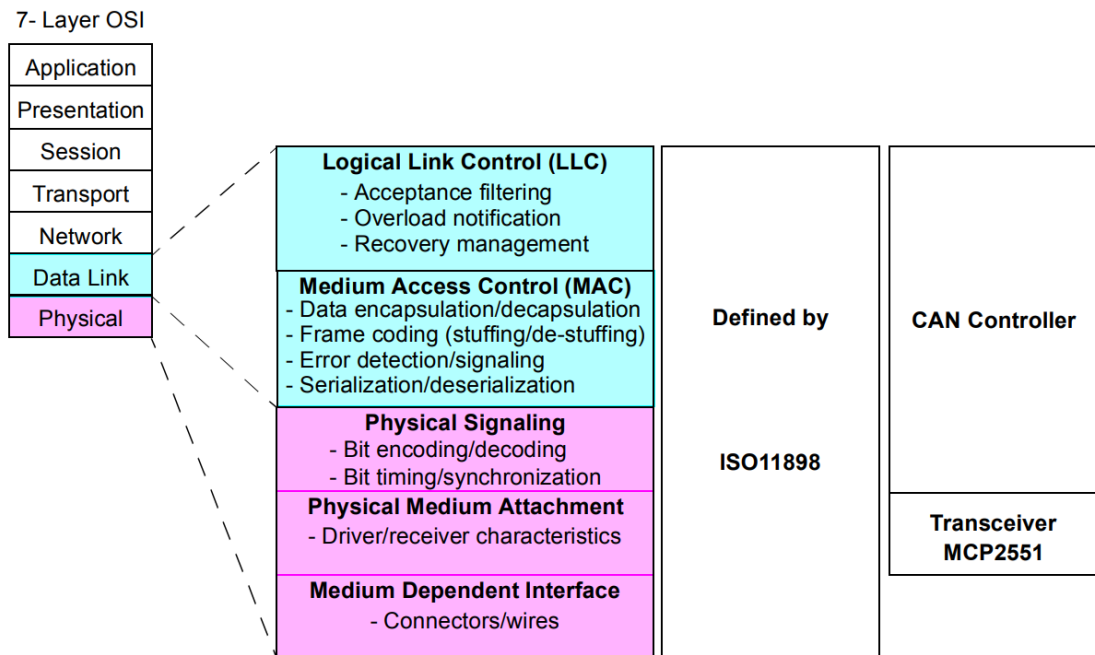 7- Layer OSI
Application
Presentation
Session
Transport
Network
Data Link
Physical
Logical Link Control (LLC)
- Acceptance filtering
- Overload notification
- Recovery management
Medium Access Control (MAC)
- Data encapsulation/decapsulation
- Frame coding (stuffing/de-stuffing)
- Error detection/signaling
- Serialization/deserialization
Physical Signaling
- Bit encoding/decoding
- Bit timing/synchronization
Physical Medium Attachment
- Driver/receiver characteristics
Medium Dependent Interface
- Connectors/wires
Defined by
ISO11898
CAN Controller
Transceiver
MCP2551